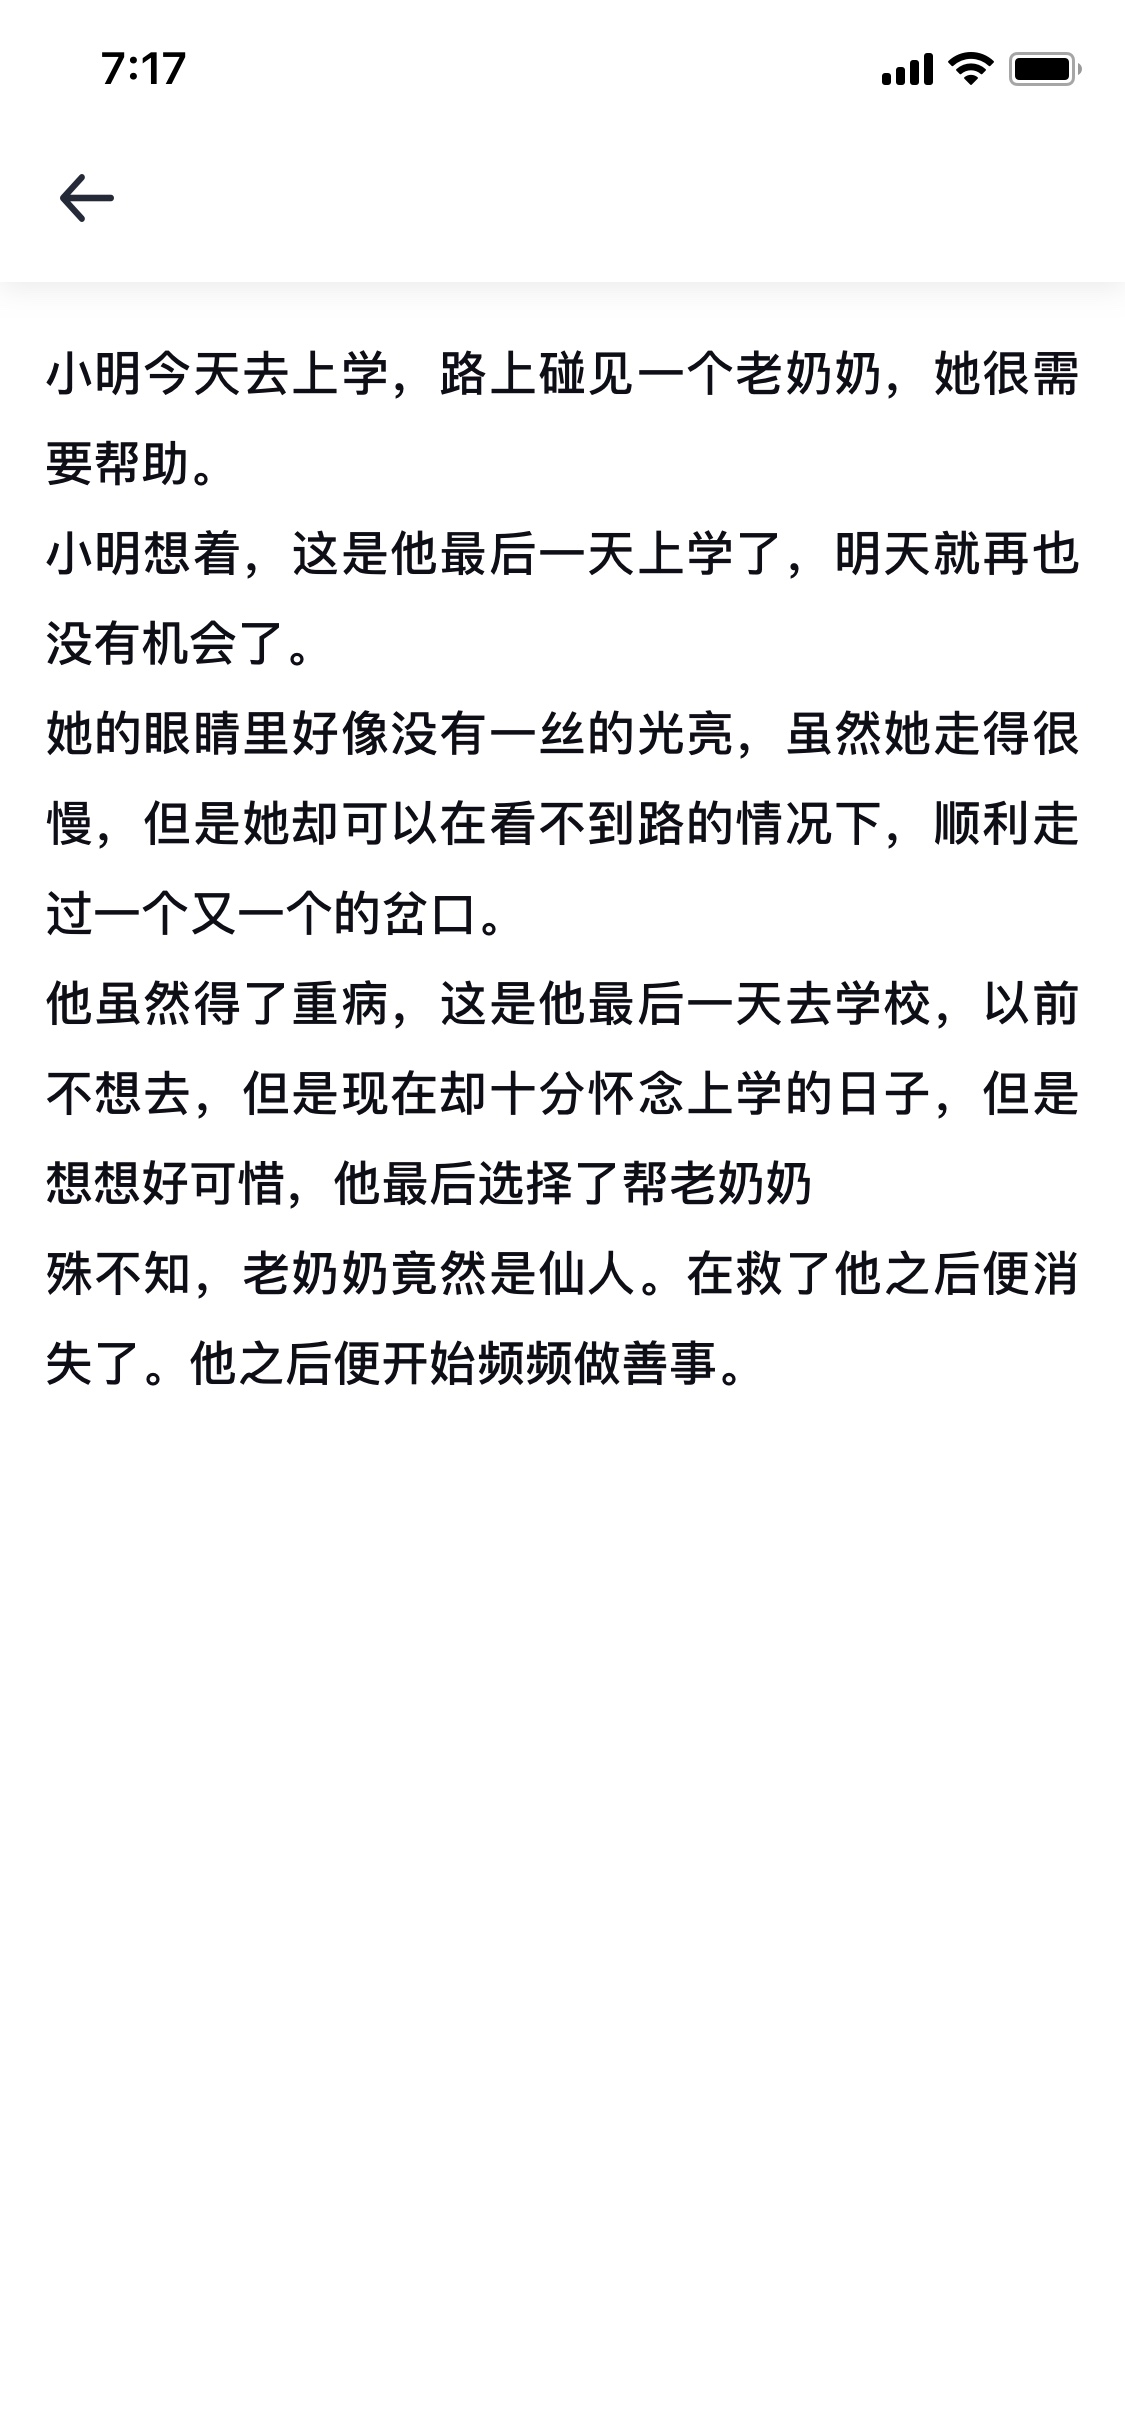 7:17
小明今天去上学，路上碰见一个老奶奶，她很需
要帮助。
小明想着，这是他最后一天上学了，明天就再也
没有机会了。
她的眼睛里好像没有一丝的光亮，虽然她走得很
慢，但是她却可以在看不到路的情况下，顺利走
过一个又一个的岔口。
他虽然得了重病，这是他最后一天去学校，以前
不想去，但是现在却十分怀念上学的日子，但是
想想好可惜，他最后选择了帮老奶奶
殊不知，老奶奶竟然是仙人。在救了他之后便消
失了。他之后便开始频频做善事。